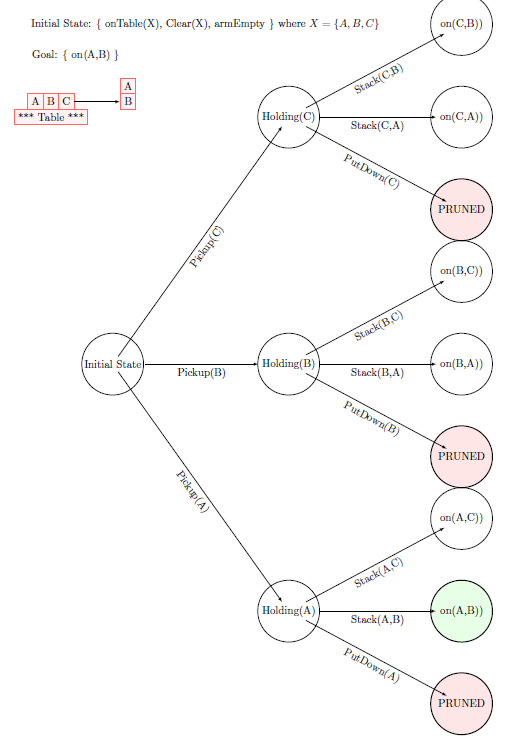 Initial State: { onTable(X), Clear(X), armEmpty } where X = {A, B, C}
Goal: { on(A,B) }
A
A B C
B
*** Table ***
on(C,B))
Stack(C,B)
Holding(C)
Stack(C,A)
on(C,A))
PutDown(C)
PRUNED
Pickup(C)
on(B,C))
Stack(B,C)
Initial State
Pickup(B)
Holding(B)
Stack(B,A)
on(B,A))
PutDown(B)
PRUNED
Pickup(A)
on(A,C))
Stack(A,C)
Holding(A)
Stack(A,B)
on(A,B))
PutDown(A)
PRUNED